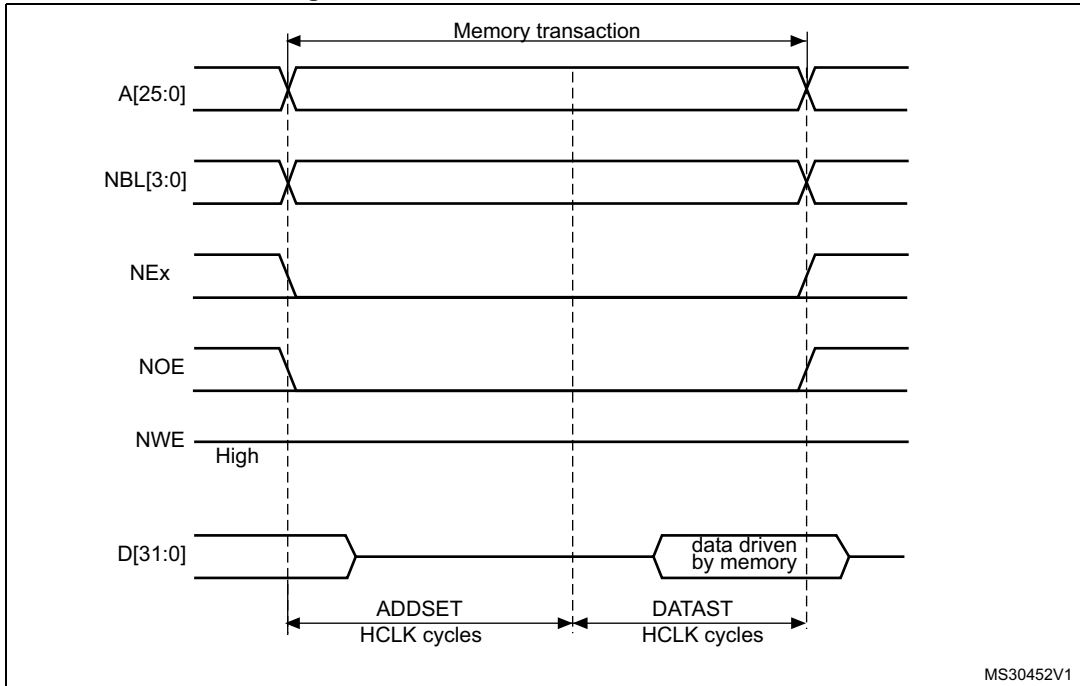 Memory transaction
A[25:0]
NBL[3:0]
NEx
NOE
NWE
High
D[31:0]
data driven
by memory
ADDSET
HCLK cycles
DATAST
HCLK cycles
MS30452V1